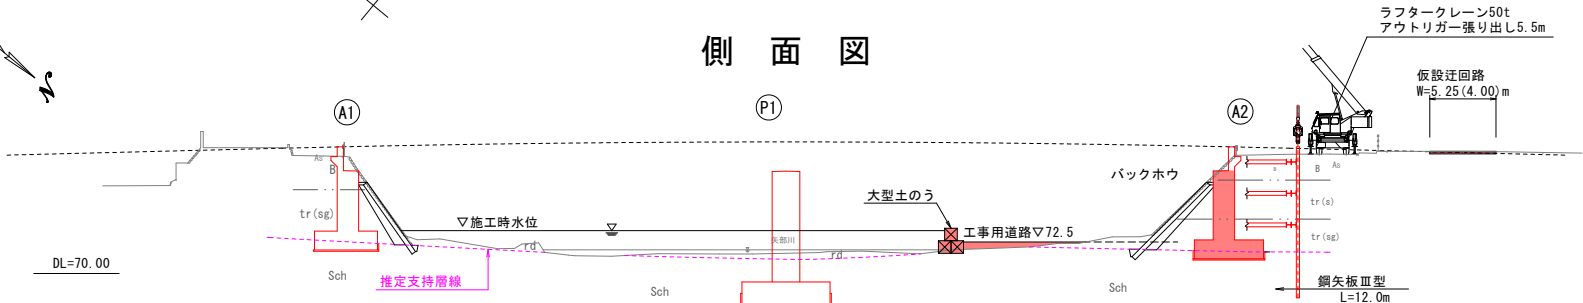 側 面 図
ラフタークレーン50t
アウトリガー張り出し5.5m
仮設迂回路
W=5.25(4.00)m
N
A1
P1
A2
As
B
tr(sg)
バックホウ
大型土のう
▽施工時水位
工事用道路▽72.5
矢部川
rd
rd
B
As
tr(s)
tr(sg)
DL=70.00
Sch
推定支持層線
Sch
Sch
鋼矢板Ⅲ型
L=12.0m